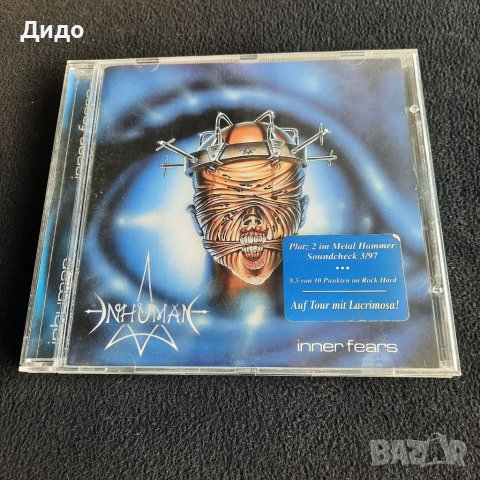 Дидо
inner fears
inhuman
INHUMAN
Platz 2 im Metal Hammer
Soundcheck 3/97
•••
8,5 von 10 Punkten im Rock Hard
Auf Tour mit Lacrimosa!
inner fears
BAZAR